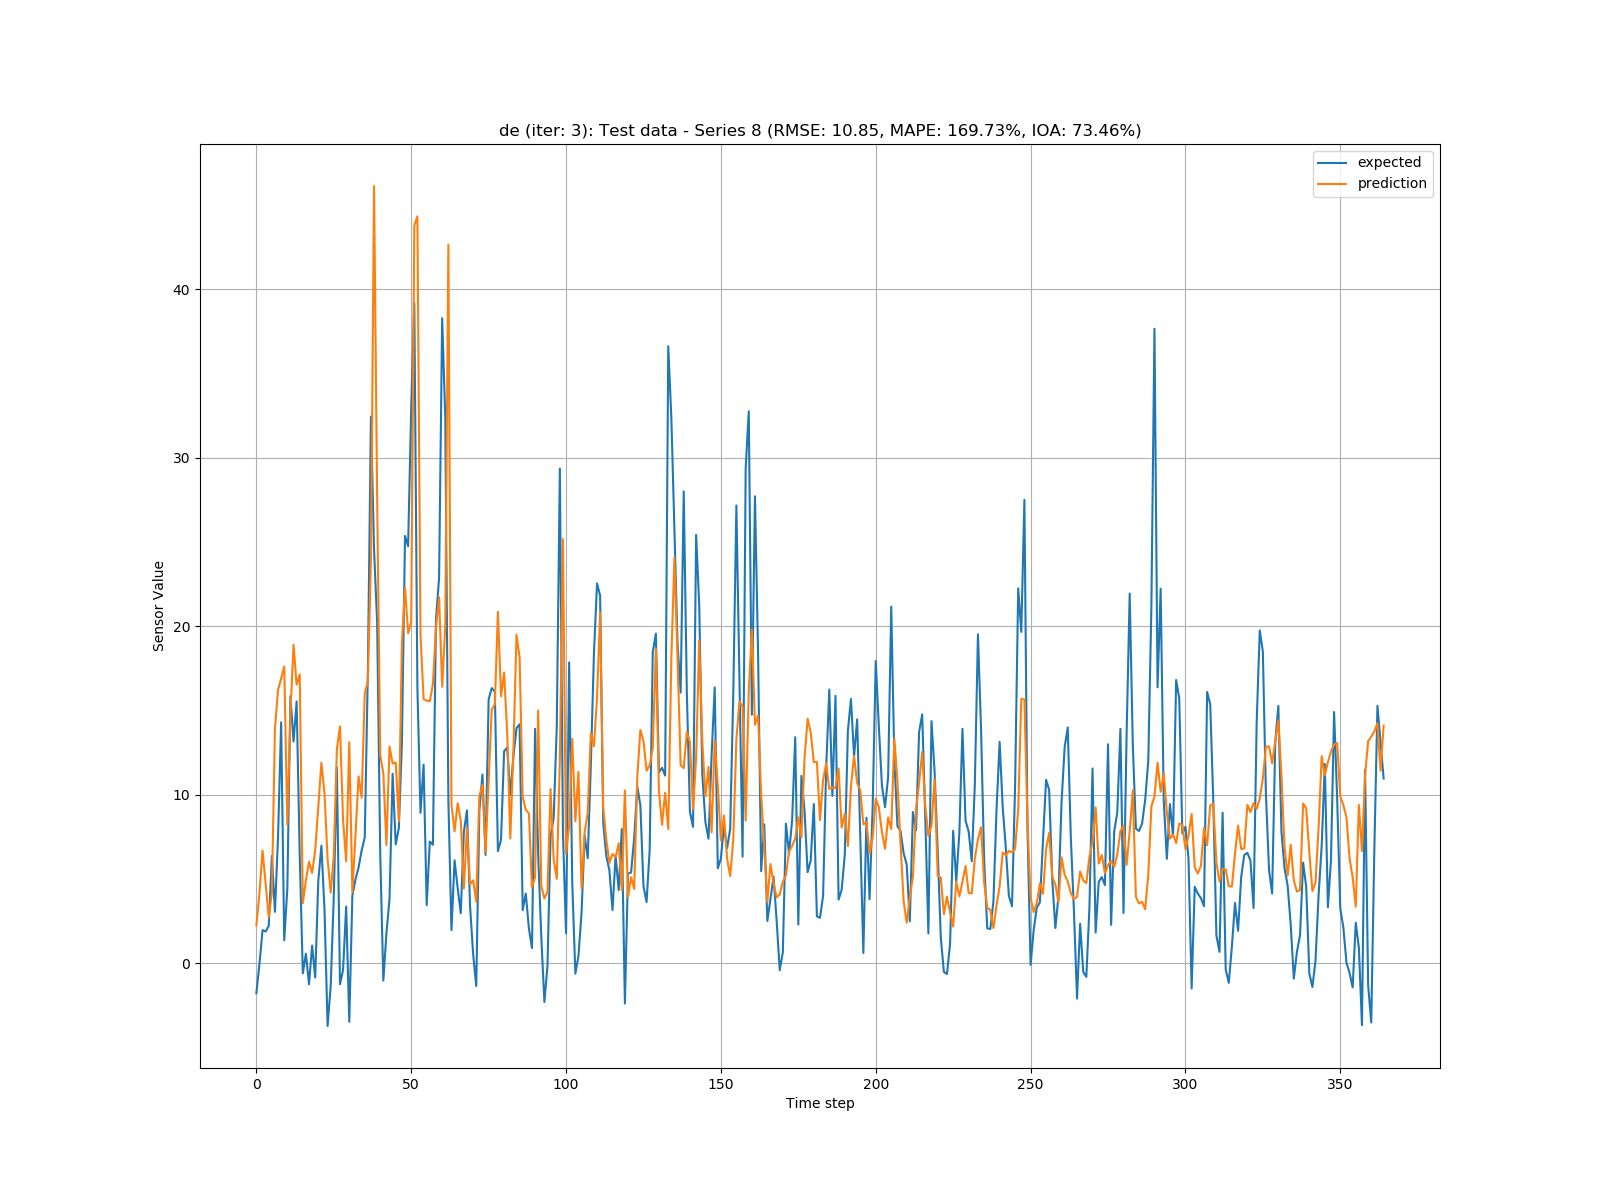 de (iter: 3): Test data - Series 8 (RMSE: 10.85, MAPE: 169.73%, IOA: 73.46%)
expected
prediction
40
30
20
10
0
Sensor Value
0 50 100 150 200 250 300 350
Time step